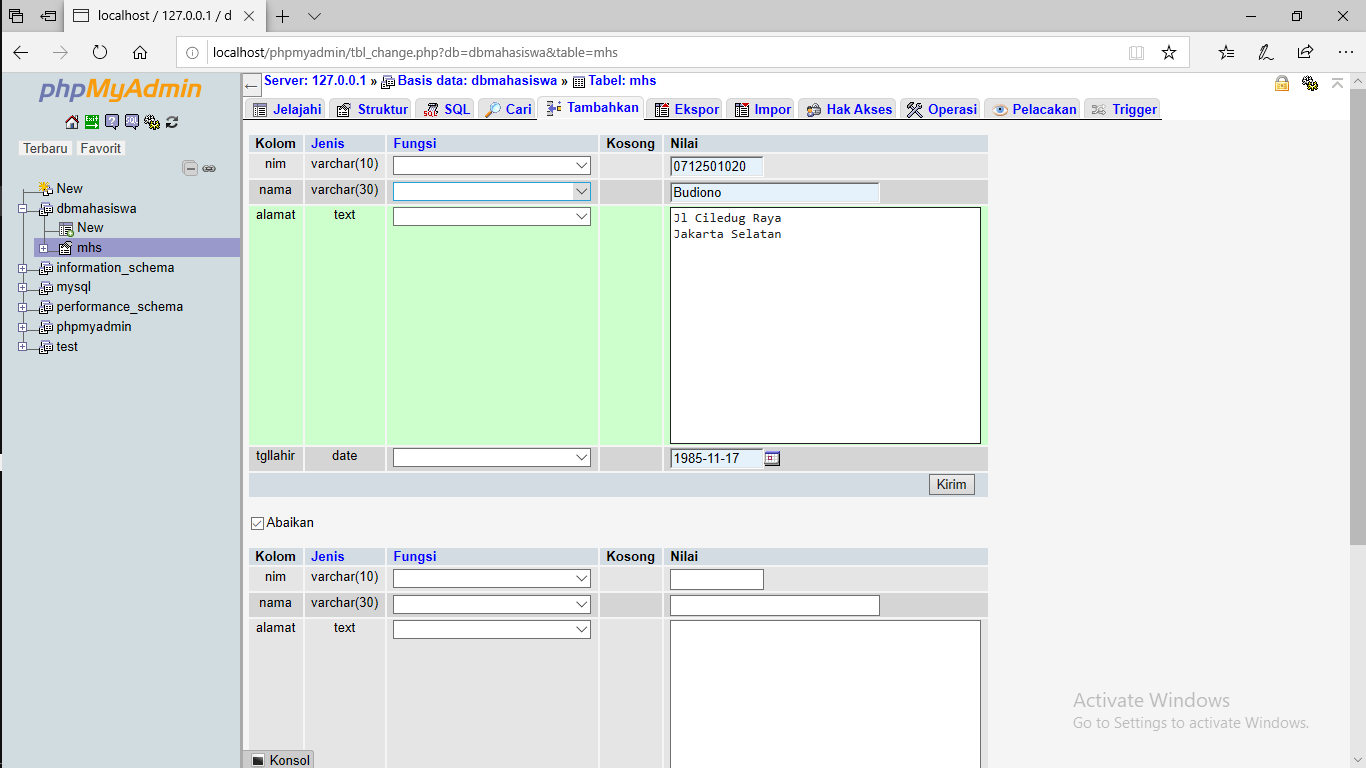 localhost / 127.0.0.1 / d
localhost/phpmyadmin/tbl_change.php?db=dbmahasiswa&table=mhs
phpMyAdmin
Terbaru Favorit
New
dbmahasiswa
New
mhs
information_schema
mysql
performance_schema
phpmyadmin
test
Server: 127.0.0.1 » Basis data: dbmahasiswa » Tabel: mhs
Jelajahi Struktur SQL Cari Tambahkan Ekspor Impor Hak Akses Operasi Pelacakan Trigger
Kolom Jenis Fungsi Kosong Nilai
nim varchar(10) 0712501020
nama varchar(30) Budiono
alamat text Jl Ciledug Raya
Jakarta Selatan
tgllahir date 1985-11-17
Kirim
Abaikan
Kolom Jenis Fungsi Kosong Nilai
nim varchar(10)
nama varchar(30)
alamat text
Konsol
Activate Windows
Go to Settings to activate Windows.